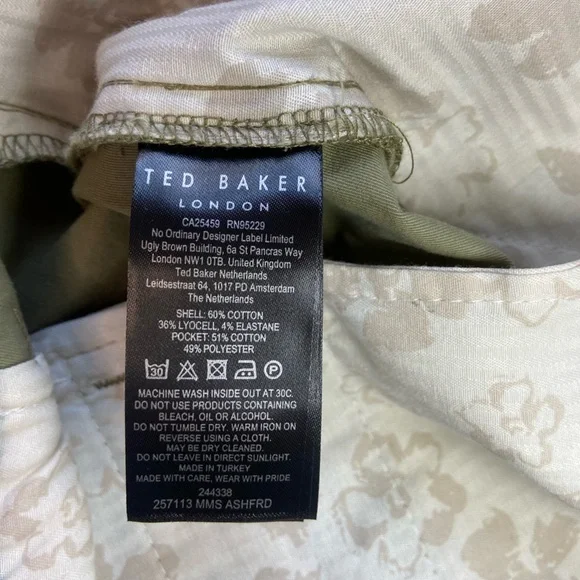 TED BAKER
LONDON
CA25459 RN95229
No Ordinary Designer Label Limited
Ugly Brown Building, 6a St Pancras Way
London NW1 0TB. United Kingdom
Ted Baker Netherlands
Leidsestraat 64, 1017 PD Amsterdam
The Netherlands
SHELL: 60% COTTON
36% LYOCELL, 4% ELASTANE
POCKET: 51% COTTON
49% POLYESTER
30
MACHINE WASH INSIDE OUT AT 30C.
DO NOT USE PRODUCTS CONTAINING
BLEACH, OIL OR ALCOHOL.
DO NOT TUMBLE DRY. WARM IRON ON
REVERSE USING A CLOTH.
MAY BE DRY CLEANED.
DO NOT LEAVE IN DIRECT SUNLIGHT.
MADE IN TURKEY
MADE WITH CARE, WEAR WITH PRIDE
244338
257113 MMS ASHFRD